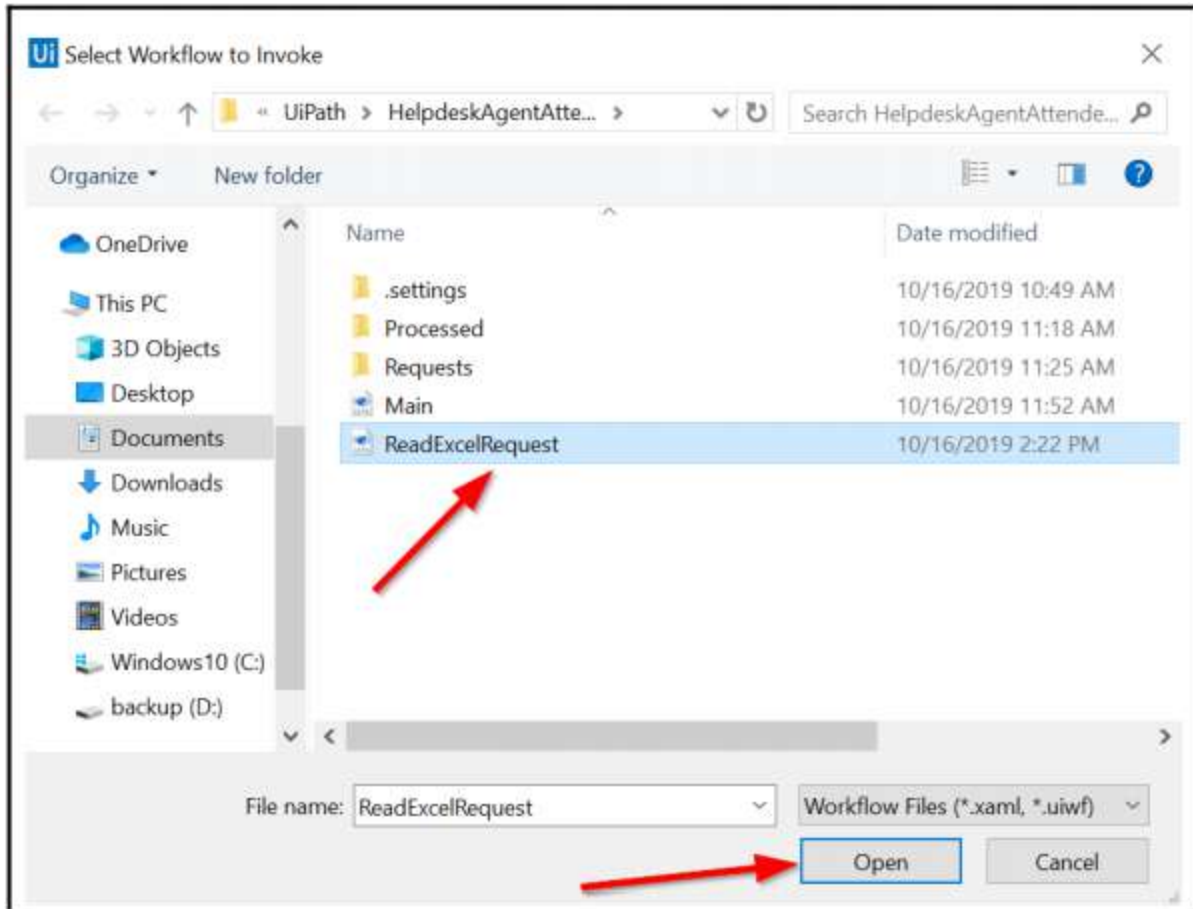 Ui Select Workflow to Invoke
« UiPath > HelpdeskAgentAtte... > Search HelpdeskAgentAttende...
Organize New folder ?
OneDrive
This PC
3D Objects
Desktop
Documents
Downloads
Music
Pictures
Videos
Windows10 (C:)
backup (D:)
Name Date modified
.settings 10/16/2019 10:49 AM
Processed 10/16/2019 11:18 AM
Requests 10/16/2019 11:25 AM
Main 10/16/2019 11:52 AM
ReadExcelRequest 10/16/2019 2:22 PM
File name: ReadExcelRequest Workflow Files (*.xaml, *.uiwf)
Open Cancel